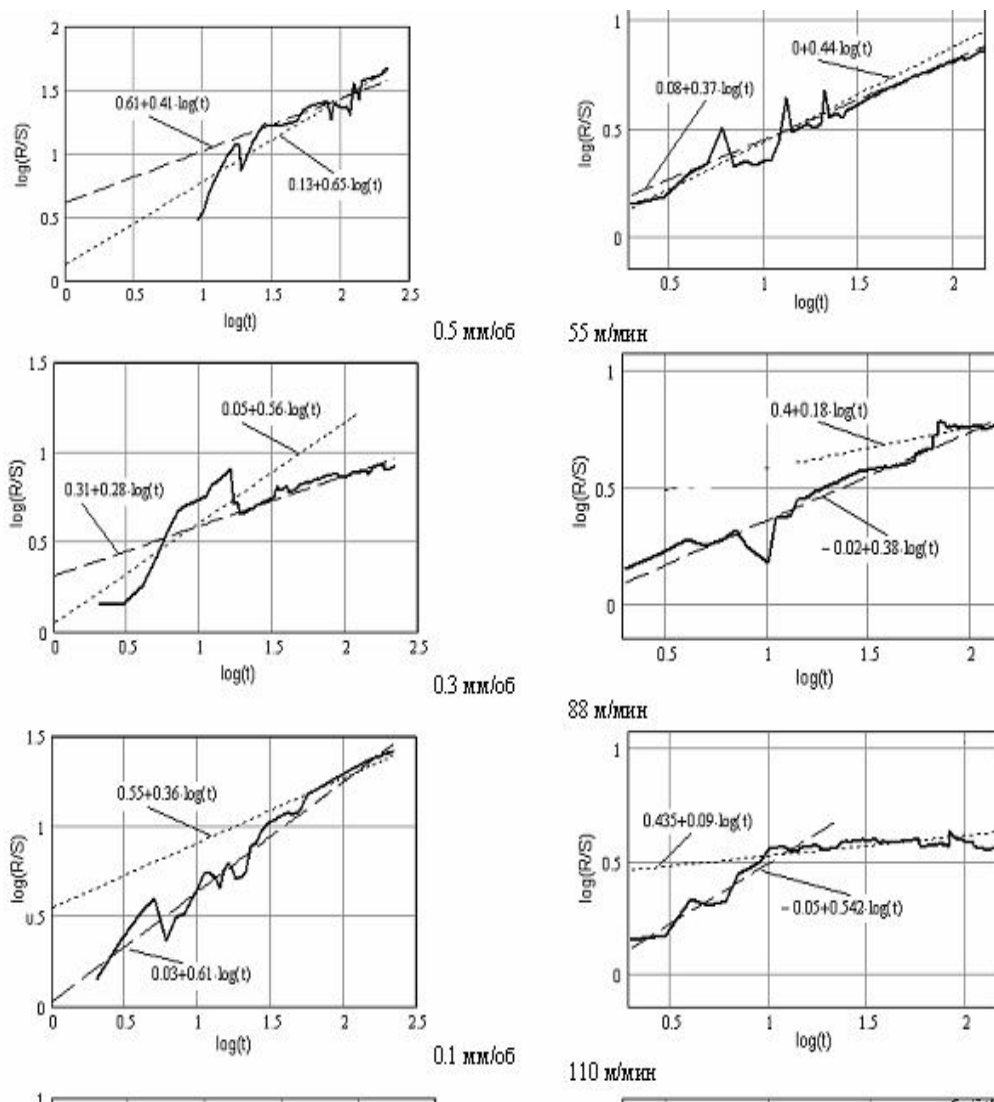 2
1.5
1
0.5
0
log(R/S)
0.61+0.41·log(t)
0.13+0.65·log(t)
0
0.5
1
1.5
2
2.5
log(t)
0.5 мм/об
1
0.5
0
log(R/S)
0+0.44·log(t)
0.08+0.37·log(t)
0.5
1
1.5
2
log(t)
55 м/мин
1.5
1
0.5
0
log(R/S)
0.05+0.56·log(t)
0.31+0.28·log(t)
0
0.5
1
1.5
2
2.5
log(t)
0.3 мм/об
1
0.5
0
log(R/S)
0.4+0.18·log(t)
– 0.02+0.38·log(t)
0.5
1
1.5
2
log(t)
88 м/мин
1.5
1
0.5
0
log(R/S)
0.55+0.36·log(t)
0.03+0.61·log(t)
0
0.5
1
1.5
2
2.5
log(t)
0.1 мм/об
1
0.5
0
log(R/S)
0.435+0.09·log(t)
– 0.05+0.542·log(t)
0.5
1
1.5
2
log(t)
110 м/мин
1